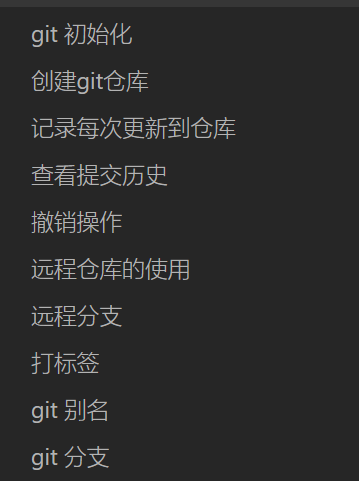 git 初始化
创建git仓库
记录每次更新到仓库
查看提交历史
撤销操作
远程仓库的使用
远程分支
打标签
git 别名
git 分支